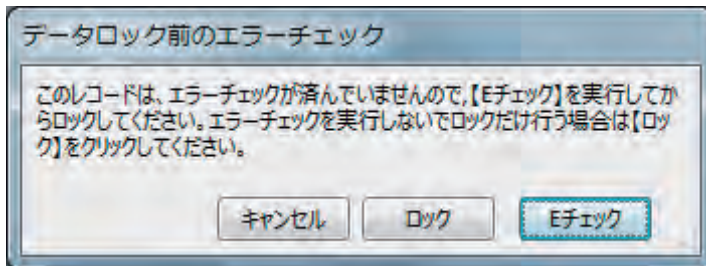 データロック前のエラーチェック
このレコードは、エラーチェックが済んでいませんので,【Eチェック】を実行してか
らロックしてください。エラーチェックを実行しないでロックだけ行う場合は【ロッ
ク】をクリックしてください。
キャンセル ロック Eチェック